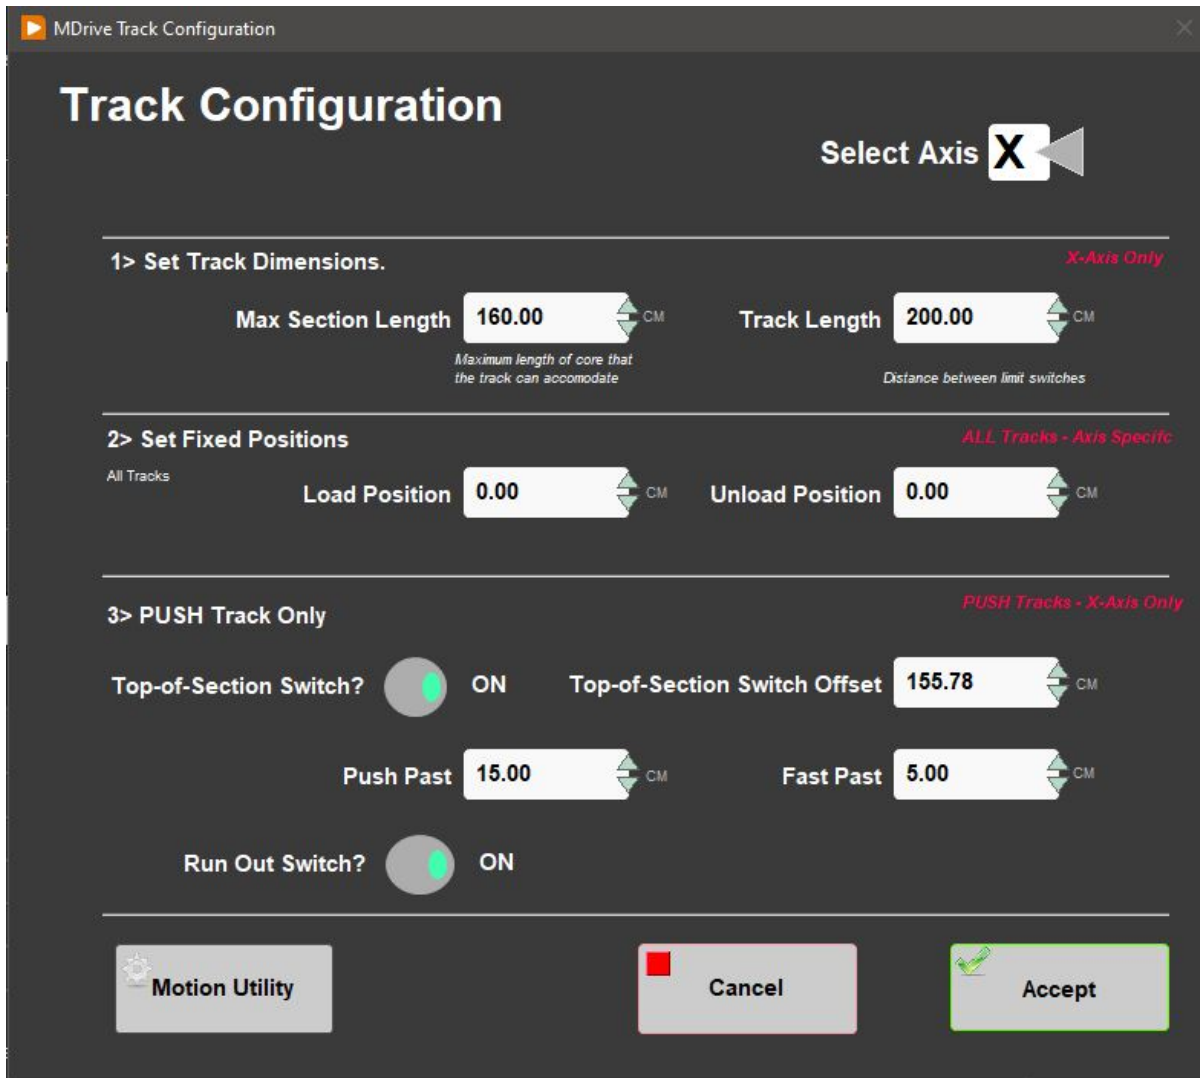 MDrive Track Configuration
Track Configuration
Select Axis X
1> Set Track Dimensions.
X-Axis Only
Max Section Length 160.00 CM
Track Length 200.00 CM
Maximum length of core that
the track can accomodate
Distance between limit switches
2> Set Fixed Positions
ALL Tracks - Axis Specifc
All Tracks
Load Position 0.00 CM
Unload Position 0.00 CM
3> PUSH Track Only
PUSH Tracks - X-Axis Only
Top-of-Section Switch? ON
Top-of-Section Switch Offset 155.78 CM
Push Past 15.00 CM
Fast Past 5.00 CM
Run Out Switch? ON
Motion Utility
Cancel
Accept